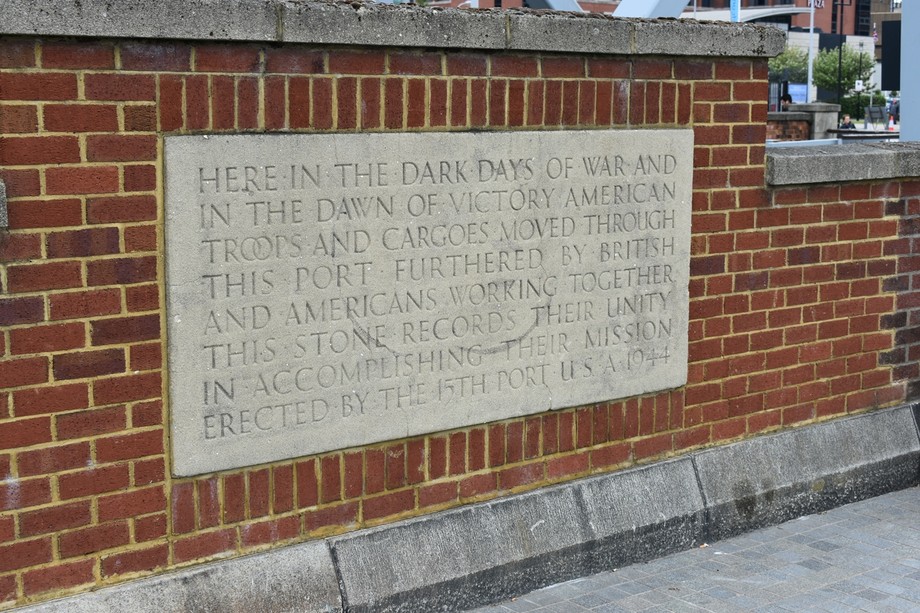 PLAZA
HERE IN THE DARK DAYS OF WAR AND
IN THE DAWN OF VICTORY AMERICAN
TROOPS AND CARGOES MOVED THROUGH
THIS PORT FURTHERED BY BRITISH
AND AMERICANS WORKING TOGETHER
THIS STONE RECORDS THEIR UNITY
IN ACCOMPLISHING THEIR MISSION
ERECTED BY THE 15TH PORT U S A 1944